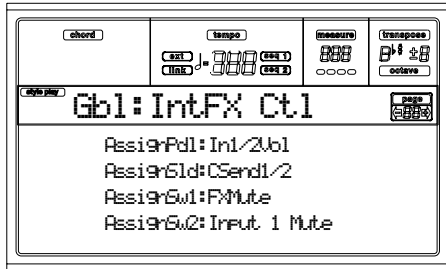 chord tempo measure transpose
ext seq 1
link seq 2
octave
style play
Gbl:IntFX Ctl
page
AssignPdl:In1/2Vol
AssignSld:CSend1/2
AssignSw1:FXMute
AssignSw2:Input 1 Mute